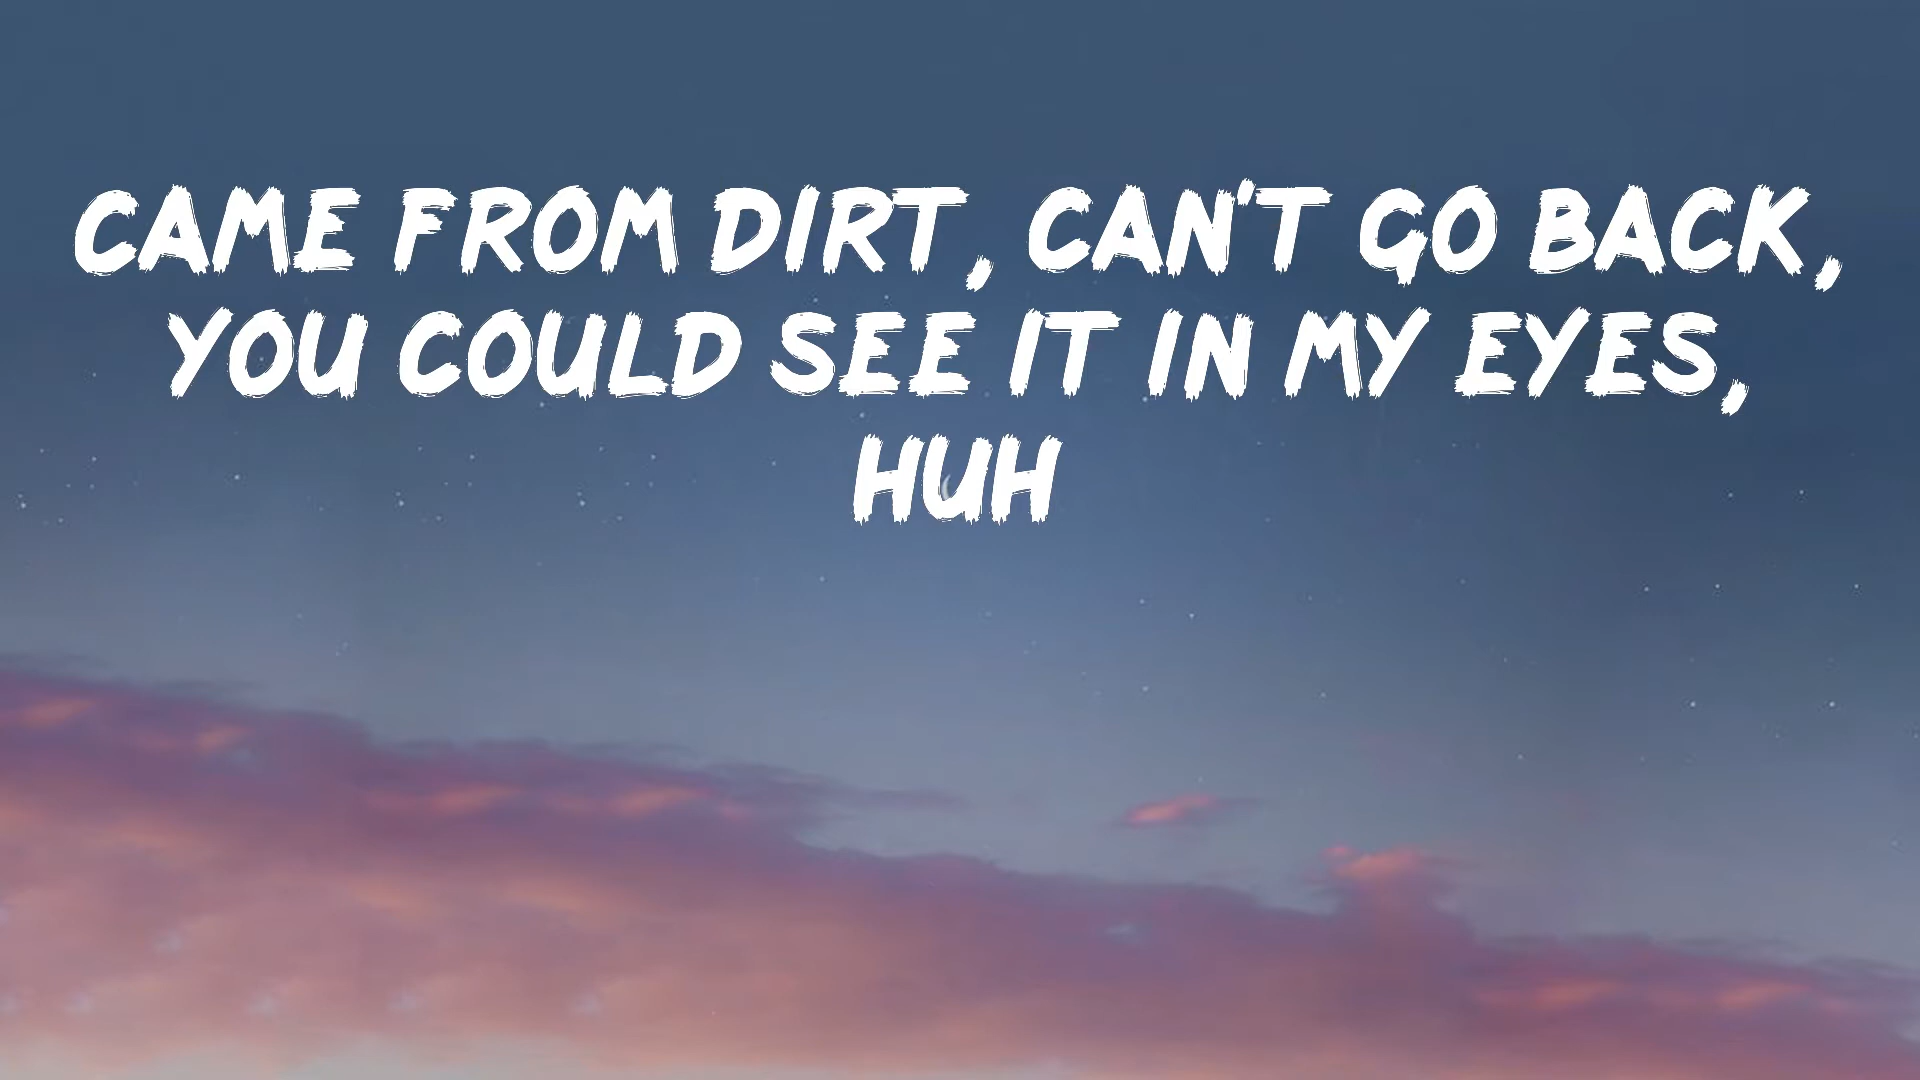 CAME FROM DIRT, CAN'T GO BACK,
YOU COULD SEE IT IN MY EYES,
HUH